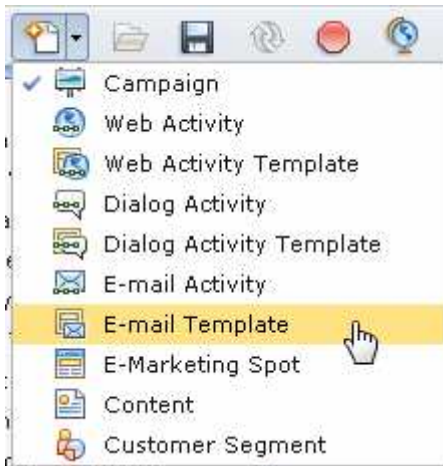 Campaign
Web Activity
Web Activity Template
Dialog Activity
Dialog Activity Template
E-mail Activity
E-mail Template
E-Marketing Spot
Content
Customer Segment